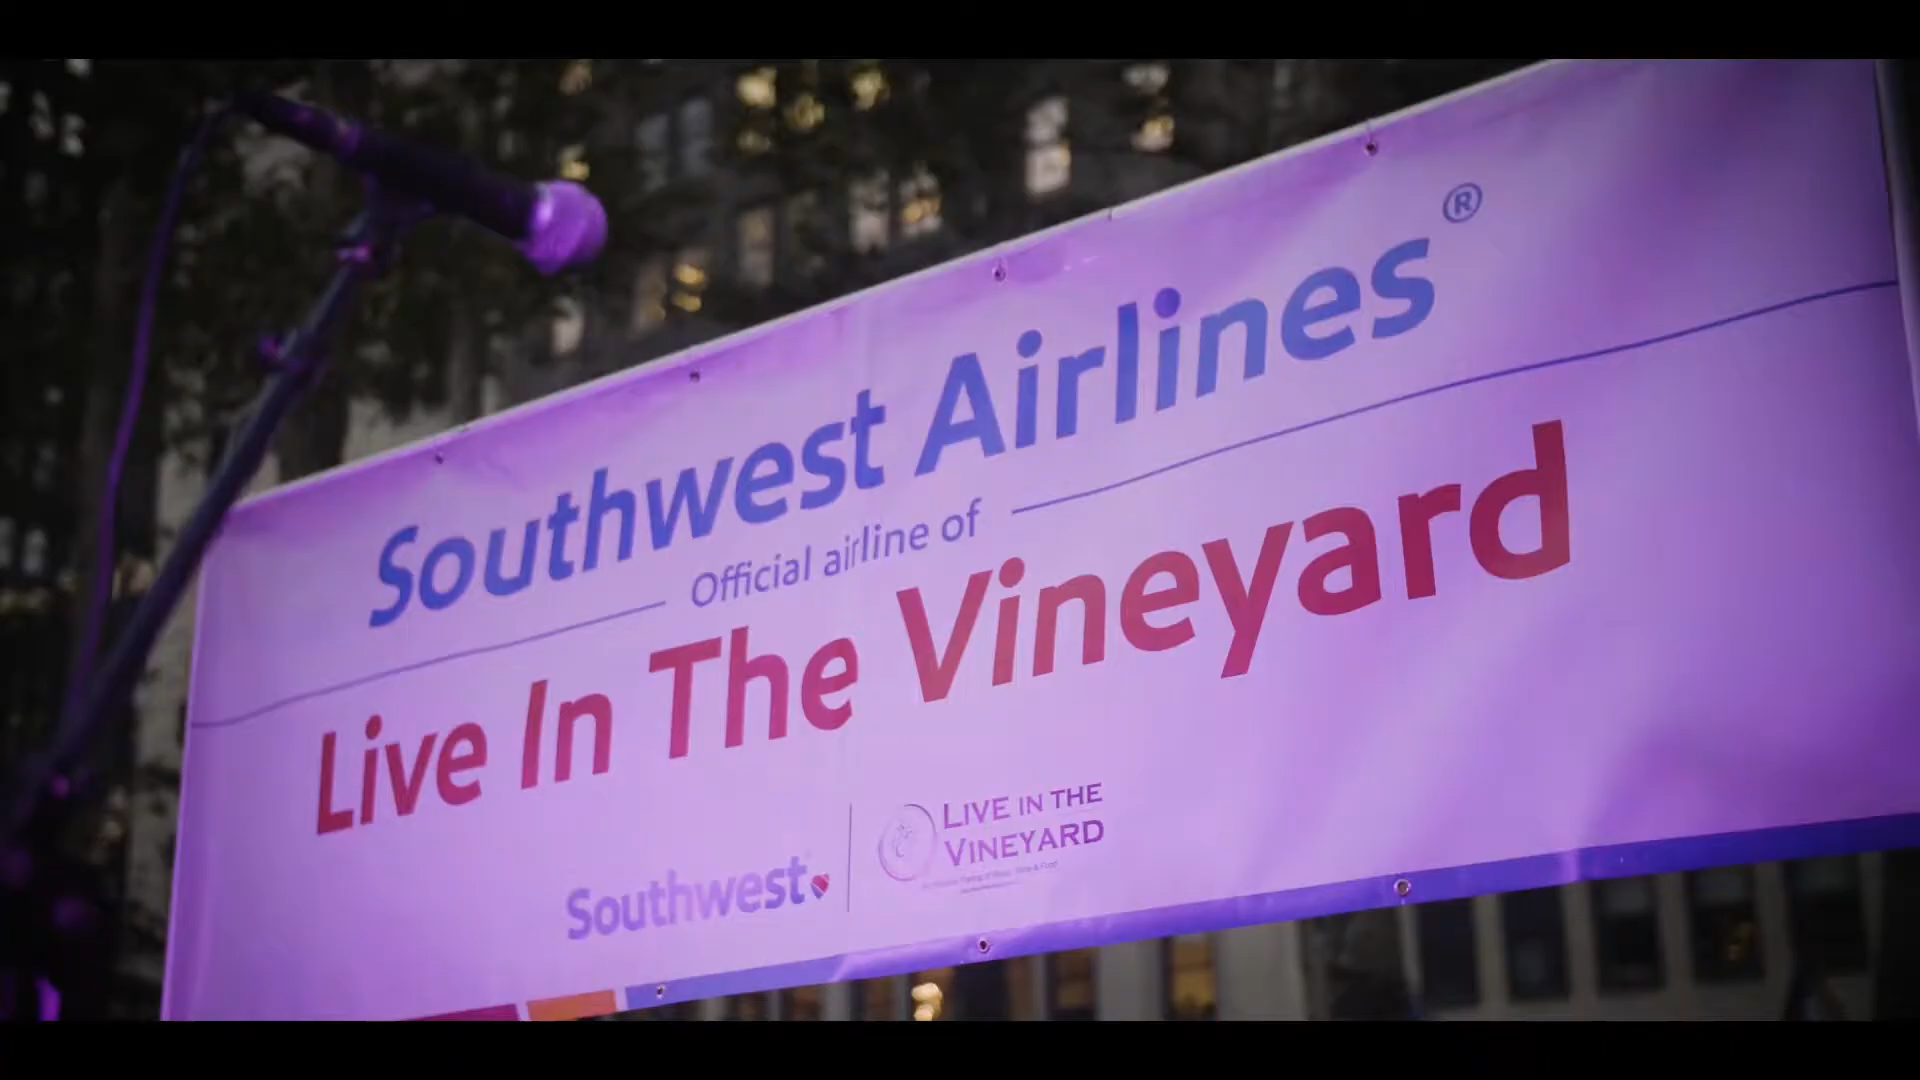 Southwest Airlines®
Official airline of
Live In The Vineyard
Southwest
LIVE IN THE
VINEYARD